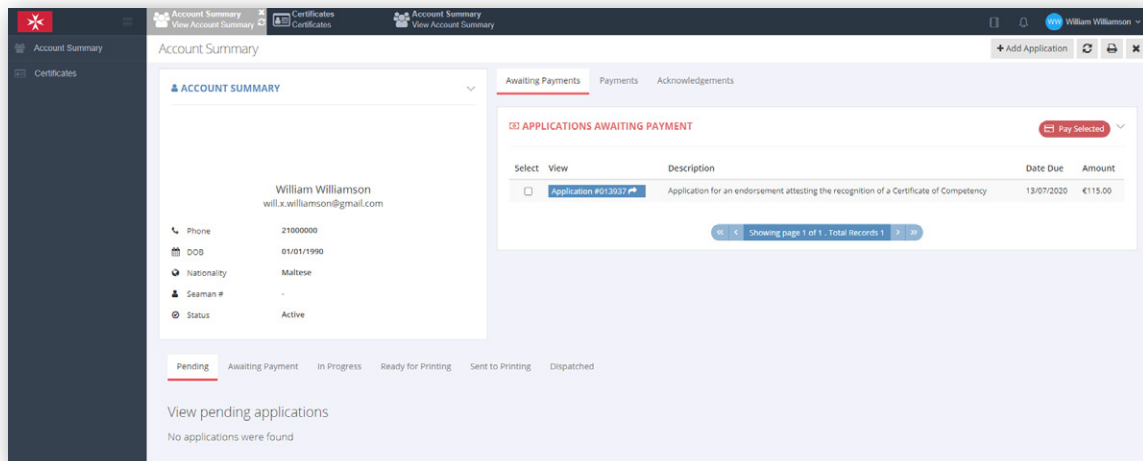 Account Summary
View Account Summary
Certificates
Certificates
Account Summary
View Account Summary
WW
William Williamson
Account Summary
Certificates
Account Summary
+ Add Application
ACCOUNT SUMMARY
William Williamson
will.x.williamson@gmail.com
Phone 21000000
DOB 01/01/1990
Nationality Maltese
Seaman # -
Status Active
Awaiting Payments Payments Acknowledgements
APPLICATIONS AWAITING PAYMENT
Pay Selected
Select View Description Date Due Amount
Application #013937 Application for an endorsement attesting the recognition of a Certificate of Competency 13/07/2020 €115.00
« < Showing page 1 of 1 . Total Records 1 > »
Pending Awaiting Payment In Progress Ready for Printing Sent to Printing Dispatched
View pending applications
No applications were found